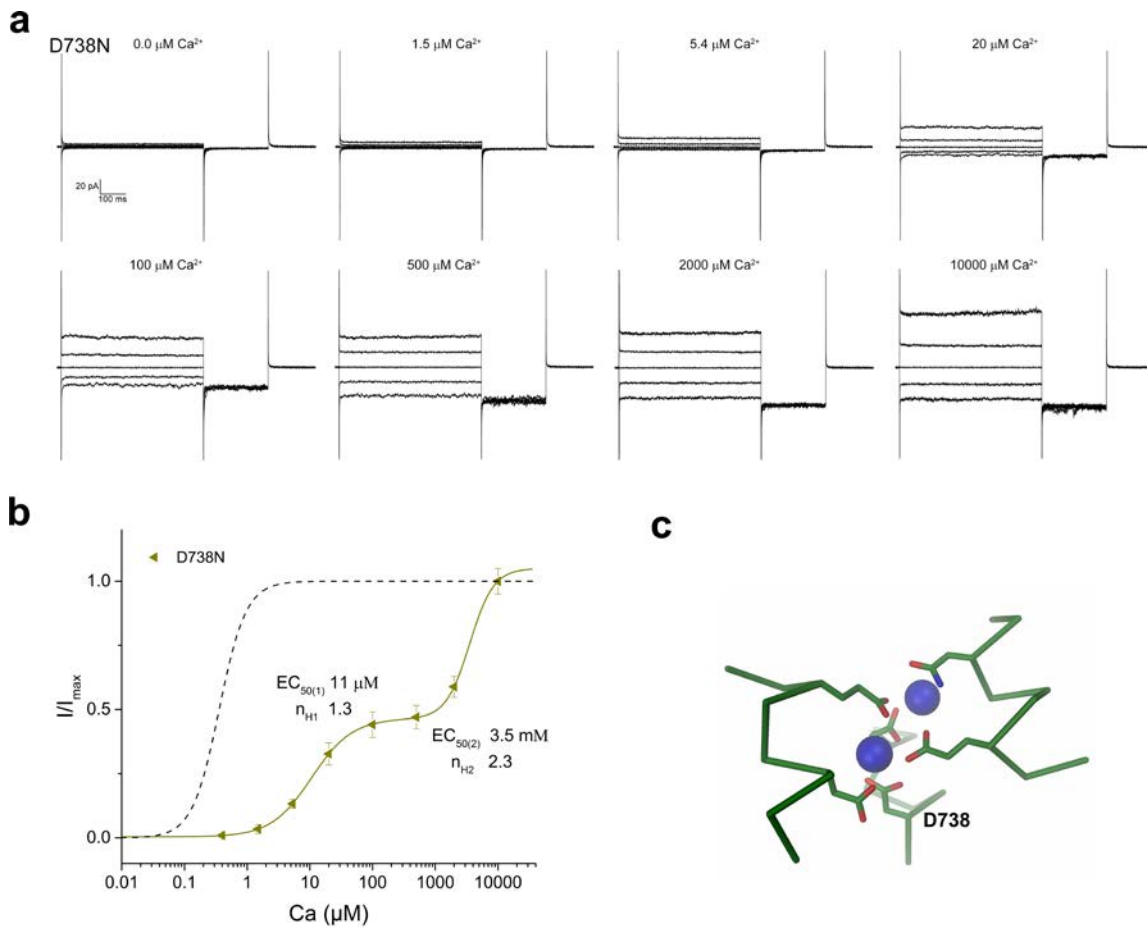 a
D738N
0.0 µM Ca²⁺
1.5 µM Ca²⁺
5.4 µM Ca²⁺
20 µM Ca²⁺
20 pA
100 ms
100 µM Ca²⁺
500 µM Ca²⁺
2000 µM Ca²⁺
10000 µM Ca²⁺
b
D738N
1.0
0.5
0.0
I/Imax
EC50(1) 11 µM
nH1 1.3
EC50(2) 3.5 mM
nH2 2.3
0.01 0.1 1 10 100 1000 10000
Ca (µM)
c
D738